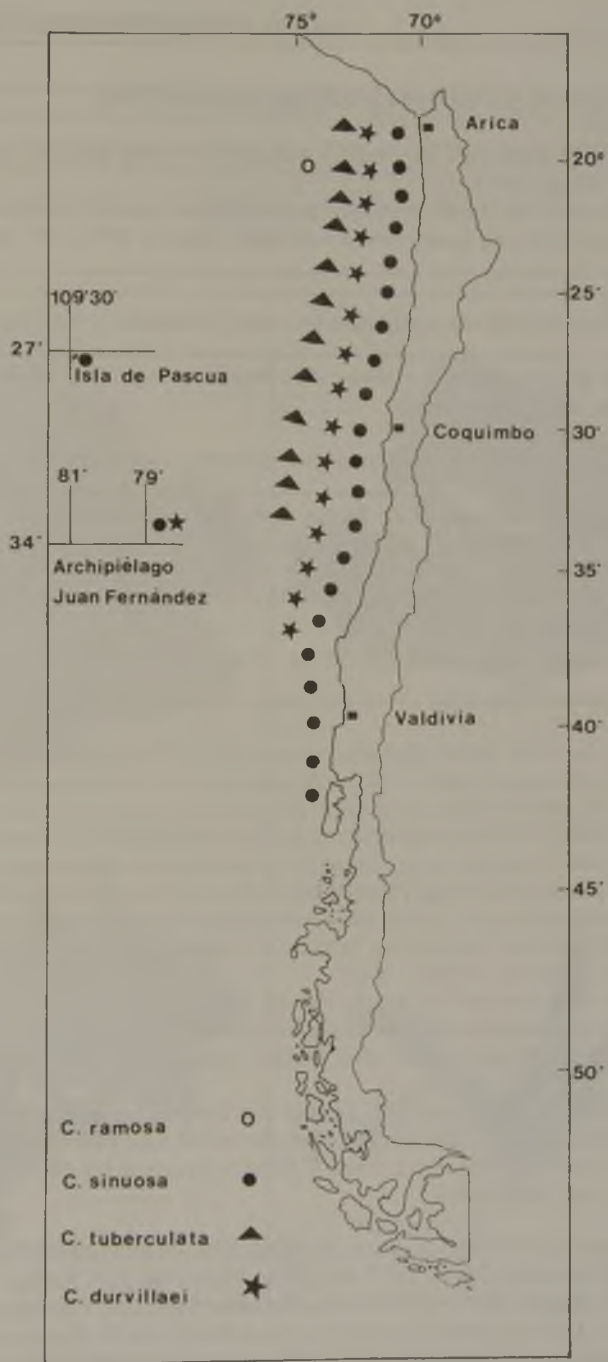 75° 70°
Arica
20°
25°
109°30'
27°
Isla de Pascua
30°
Coquimbo
81° 79°
34°
35°
Archipiélago
Juan Fernández
Valdivia
40°
45°
50°
C. ramosa
C. sinuosa
C. tuberculata
C. durvillaei